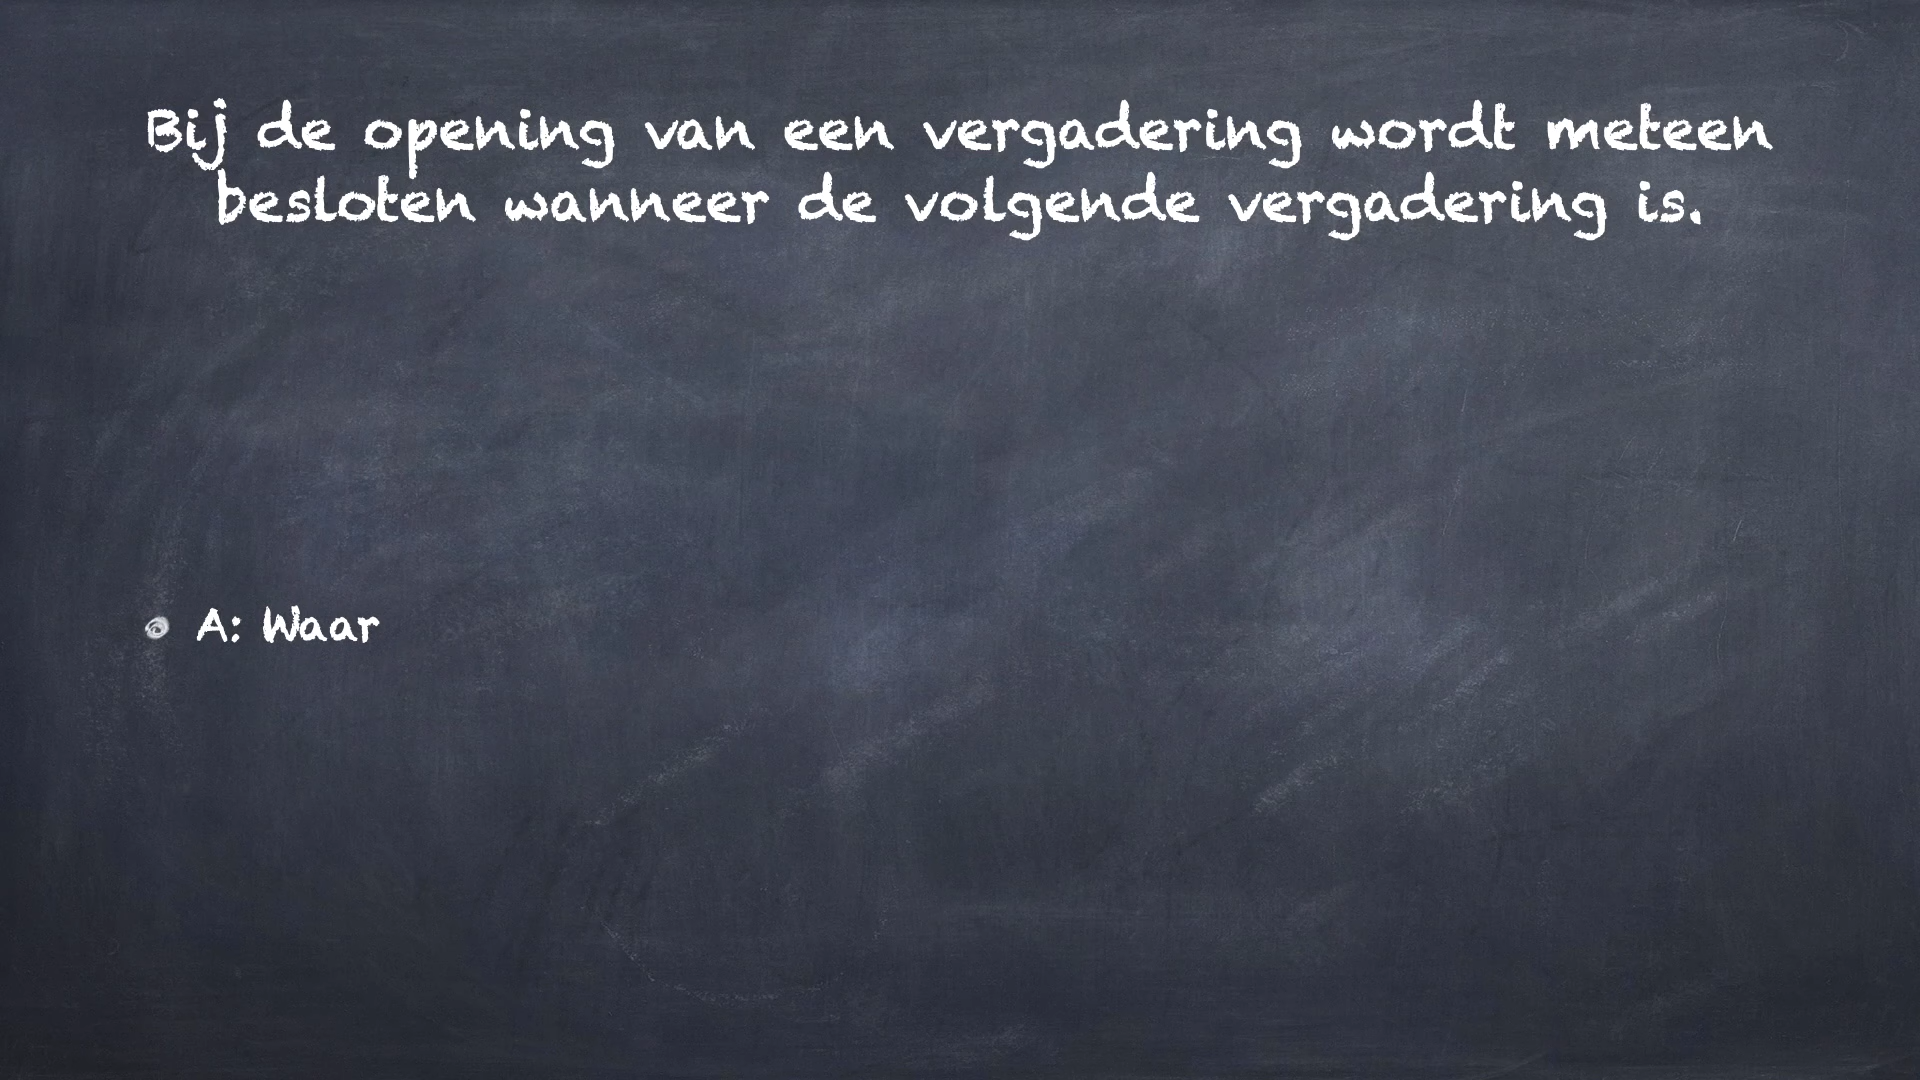 Bij de opening van een vergadering wordt meteen
besloten wanneer de volgende vergadering is.
A: Waar